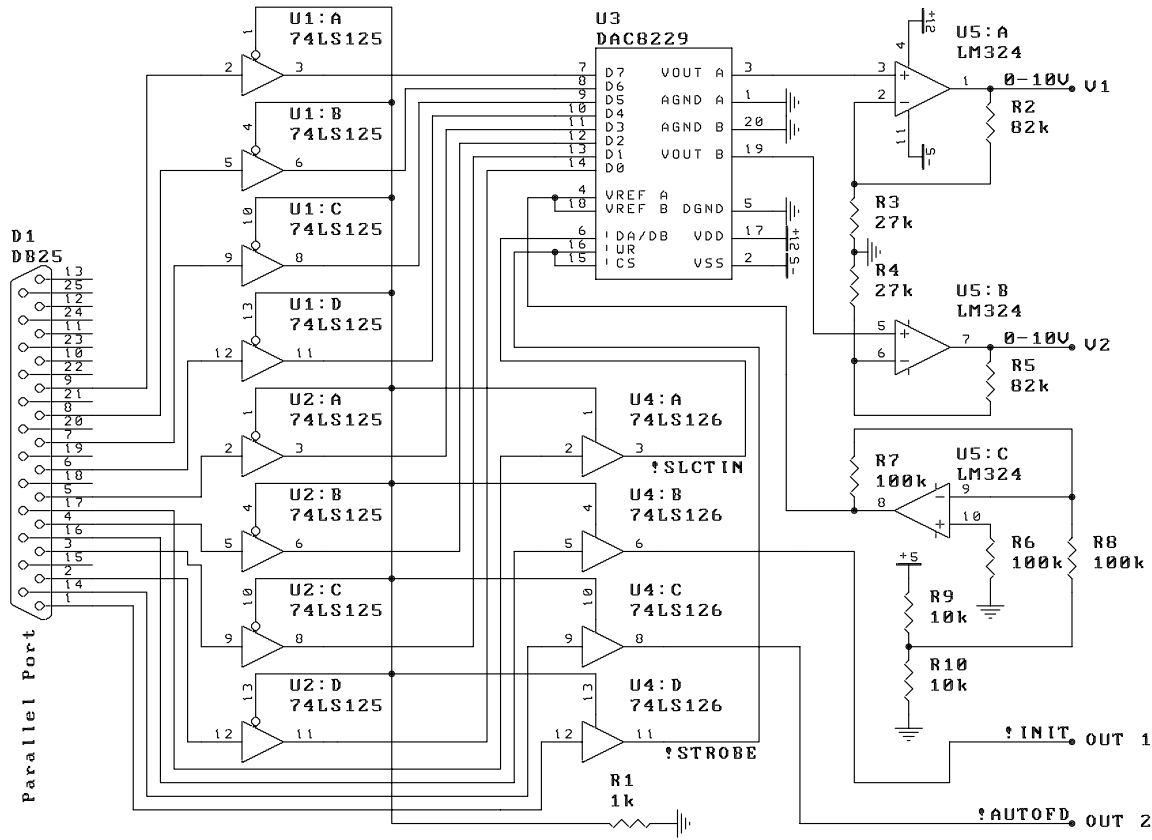 U1:A
74LS125
1
2
3
U1:B
74LS125
4
5
6
U1:C
74LS125
10
9
8
U1:D
74LS125
13
12
11
U2:A
74LS125
1
2
3
U2:B
74LS125
4
5
6
U2:C
74LS125
10
9
8
U2:D
74LS125
13
12
11
D1
DB25
13
25
12
24
11
23
10
22
9
21
8
20
7
19
6
18
5
17
4
16
3
15
2
14
1
Parallel Port
U3
DAC8229
7 D7 VOUT A 3
8 D6
9 D5 AGND A 1
10 D4
11 D3 AGND B 20
12 D2
13 D1 VOUT B 19
14 D0
4 VREF A
18 VREF B DGND 5
6 !DA/DB VDD 17 +12
16 !WR
15 !CS VSS 2 -5
U4:A
74LS126
1
2
3
!SLCTIN
U4:B
74LS126
4
5
6
U4:C
74LS126
10
9
8
U4:D
74LS126
13
12
11
!STROBE
R1
1k
U5:A
LM324
+12
4
3
+
2
−
1
11
-5
0-10V
V1
R2
82k
R3
27k
R4
27k
U5:B
LM324
5
+
6
−
7
0-10V
V2
R5
82k
U5:C
LM324
R7
100k
8
9
−
10
+
R6
100k
R8
100k
+5
R9
10k
R10
10k
!INIT
OUT 1
!AUTOFD
OUT 2